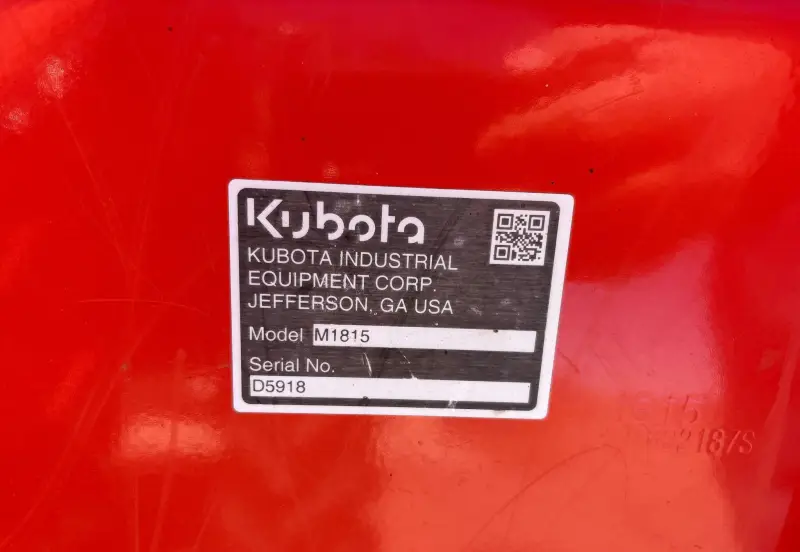 Kubota
KUBOTA INDUSTRIAL
EQUIPMENT CORP.
JEFFERSON, GA USA
Model M1815
Serial No.
D5918